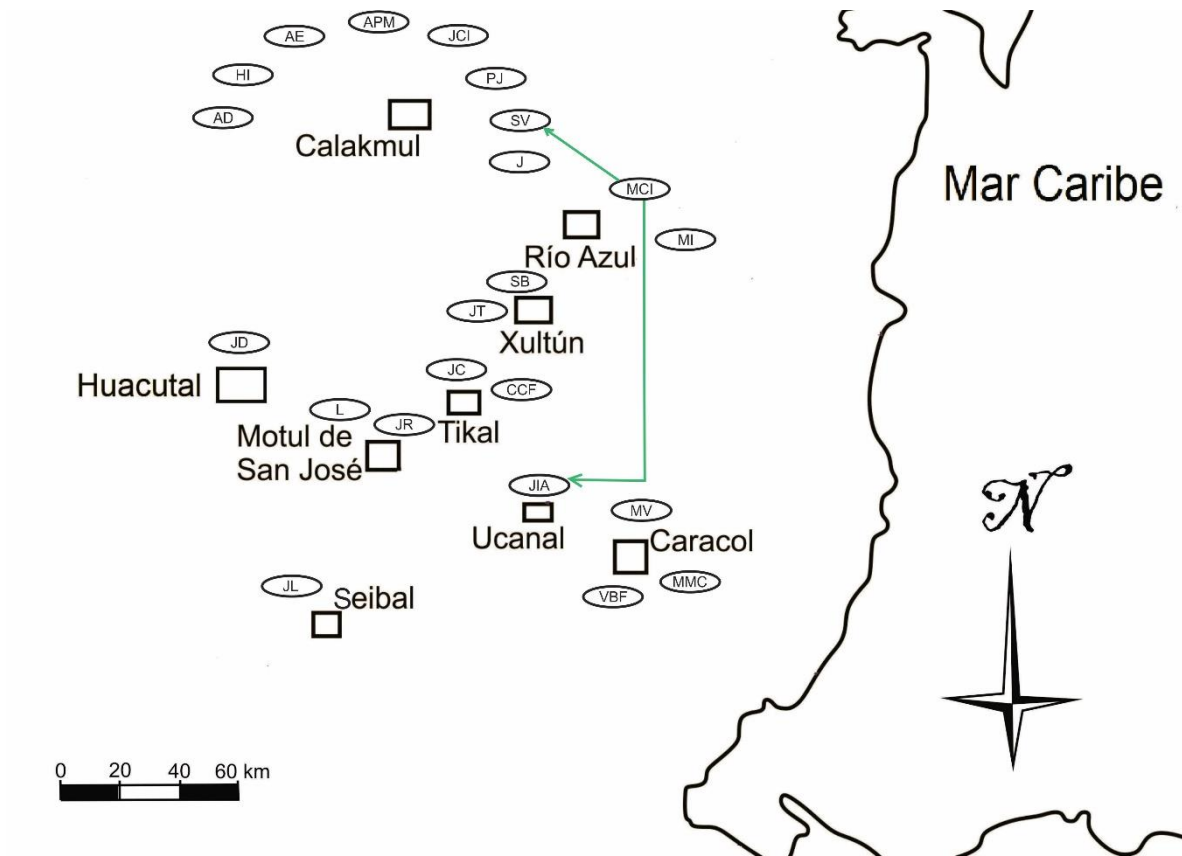 APM
AE
JCI
HI
PJ
AD
SV
Calakmul
J
MCI
Mar Caribe
MI
Río Azul
SB
JT
Xultún
JD
JC
Huacutal
CCF
L
JR
Tikal
Motul de
San José
JIA
MV
Ucanal
Caracol
JL
Seibal
VBF
MMC
N
0 20 40 60 km